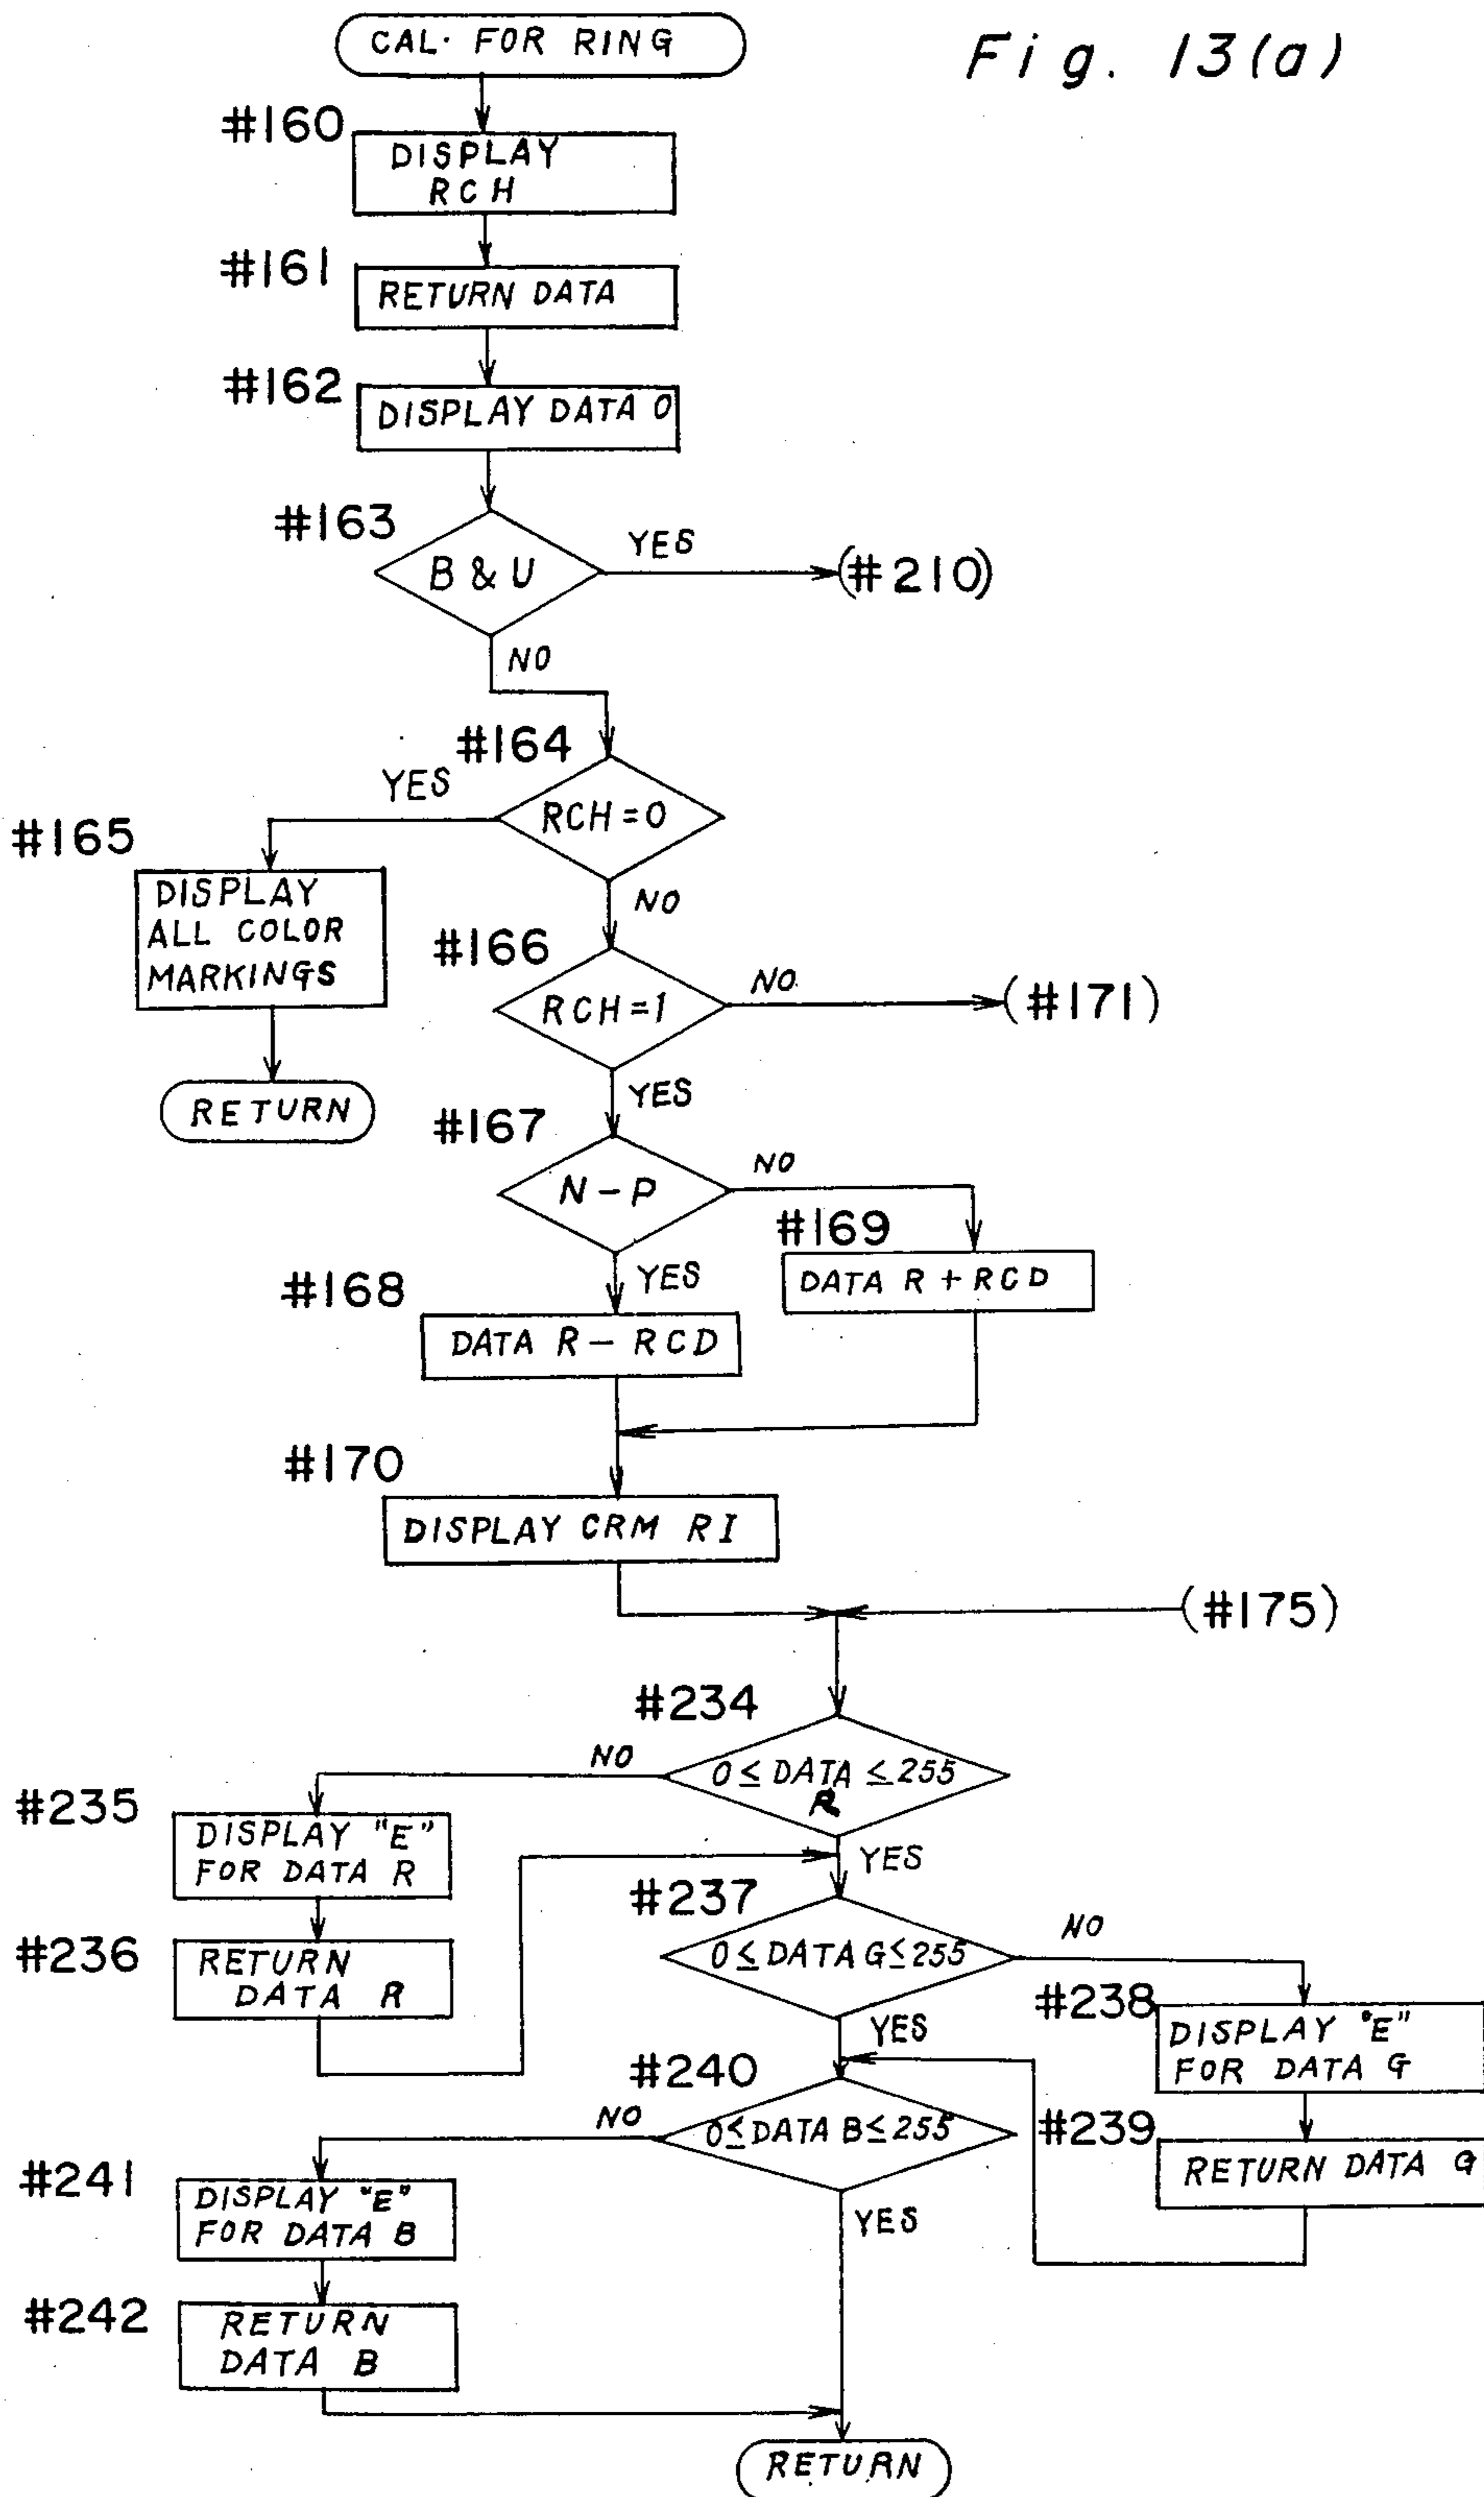 Fig. 13(a)
CAL. FOR RING
#160
DISPLAY
RCH
#161
RETURN DATA
#162
DISPLAY DATA 0
#163
B & U
YES
(#210)
NO
#164
YES
RCH=0
#165
DISPLAY
ALL COLOR
MARKINGS
NO
#166
RCH=1
NO
(#171)
RETURN
YES
#167
N-P
NO
#169
DATA R + RCD
YES
#168
DATA R - RCD
#170
DISPLAY CRM RI
(#175)
#234
NO
0 ≤ DATA ≤ 255
R
#235
DISPLAY "E"
FOR DATA R
YES
#236
RETURN
DATA R
#237
0 ≤ DATA G ≤ 255
NO
#238
DISPLAY "E"
FOR DATA G
YES
#239
RETURN DATA G
#240
NO
0 ≤ DATA B ≤ 255
#241
DISPLAY "E"
FOR DATA B
YES
#242
RETURN
DATA B
RETURN